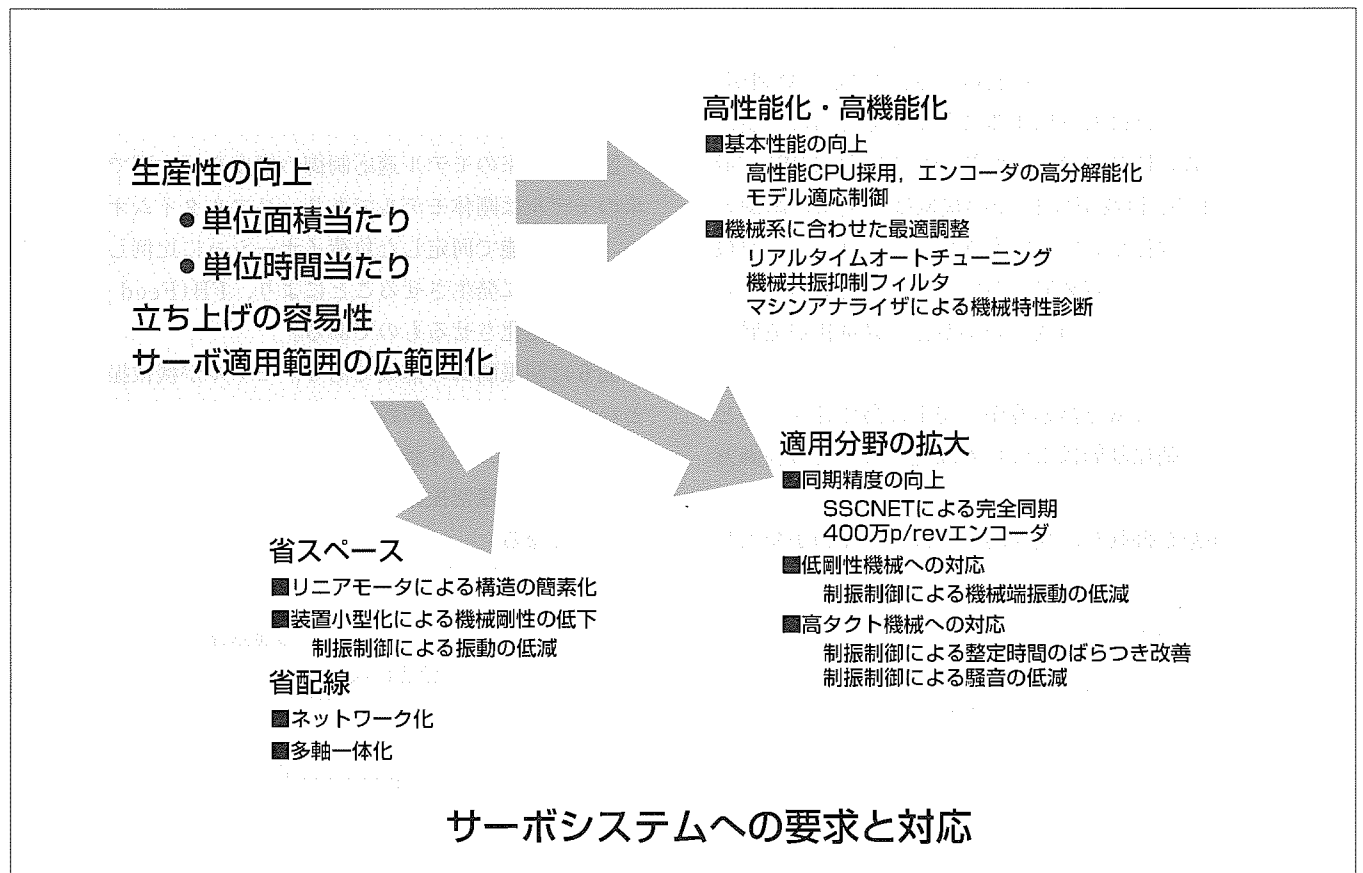 生産性の向上
●単位面積当たり
●単位時間当たり
立ち上げの容易性
サーボ適用範囲の広範囲化
高性能化・高機能化
■基本性能の向上
高性能CPU採用，エンコーダの高分解能化
モデル適応制御
■機械系に合わせた最適調整
リアルタイムオートチューニング
機械共振抑制フィルタ
マシンアナライザによる機械特性診断
適用分野の拡大
■同期精度の向上
SSCNETによる完全同期
400万p/revエンコーダ
■低剛性機械への対応
制振制御による機械端振動の低減
■高タクト機械への対応
制振制御による整定時間のばらつき改善
制振制御による騒音の低減
省スペース
■リニアモータによる構造の簡素化
■装置小型化による機械剛性の低下
制振制御による振動の低減
省配線
■ネットワーク化
■多軸一体化
サーボシステムへの要求と対応